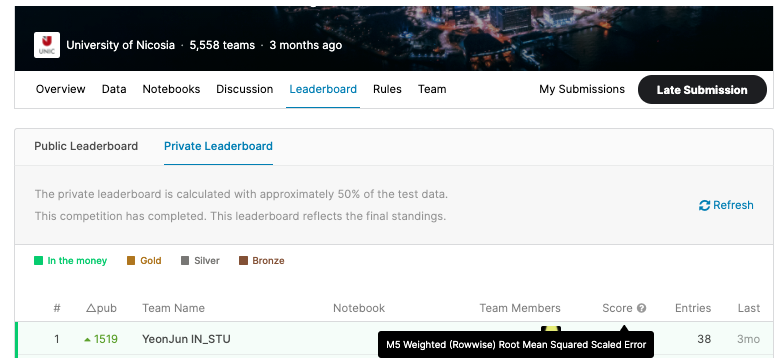 UNIC
University of Nicosia · 5,558 teams · 3 months ago
Overview Data Notebooks Discussion Leaderboard Rules Team My Submissions Late Submission
Public Leaderboard Private Leaderboard
The private leaderboard is calculated with approximately 50% of the test data.
This competition has completed. This leaderboard reflects the final standings.
Refresh
In the money Gold Silver Bronze
# △pub Team Name Notebook Team Members Score Entries Last
1 1519 YeonJun IN_STU 38 3mo
M5 Weighted (Rowwise) Root Mean Squared Scaled Error